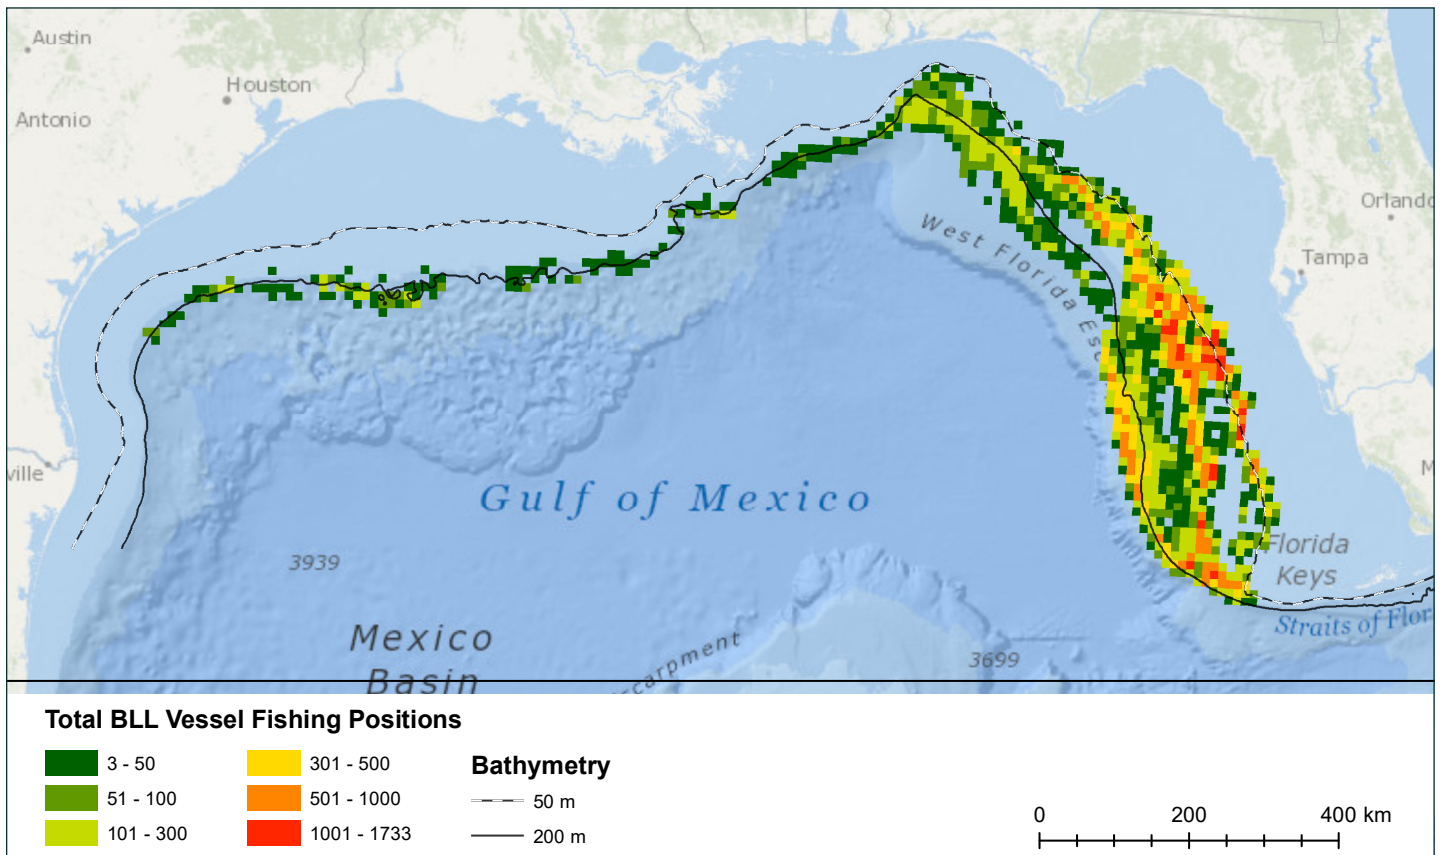 Austin
Houston
Antonio
Orlando
Tampa
West Florida Esc
ville
M
Gulf of Mexico
Florida
Keys
3939
Straits of Flor
Mexico
Basin
scarpment
3699
Total BLL Vessel Fishing Positions
3 - 50
51 - 100
101 - 300
301 - 500
501 - 1000
1001 - 1733
Bathymetry
50 m
200 m
0 200 400 km